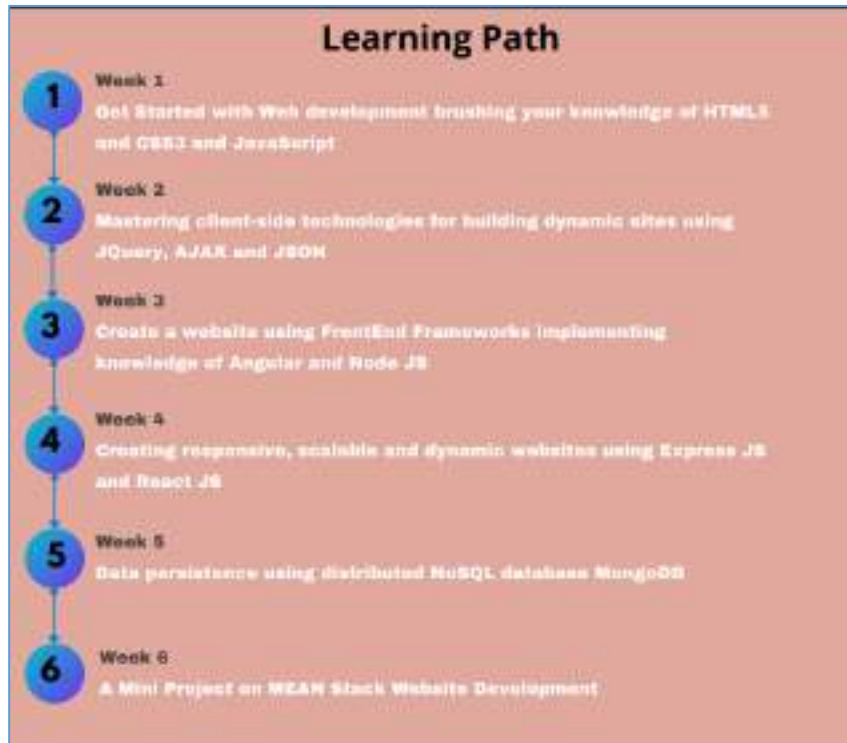 Learning Path
1
Week 1
Get Started with Web development brushing your knowledge of HTML5
and CSS3 and JavaScript
2
Week 2
Mastering client-side technologies for building dynamic sites using
JQuery, AJAX and JSON
3
Week 3
Create a website using FrontEnd Frameworks implementing
knowledge of Angular and Node JS
4
Week 4
Creating responsive, scalable and dynamic websites using Express JS
and React JS
5
Week 5
Data persistence using distributed NoSQL database MongoDB
6
Week 6
A Mini Project on MEAN Stack Website Development